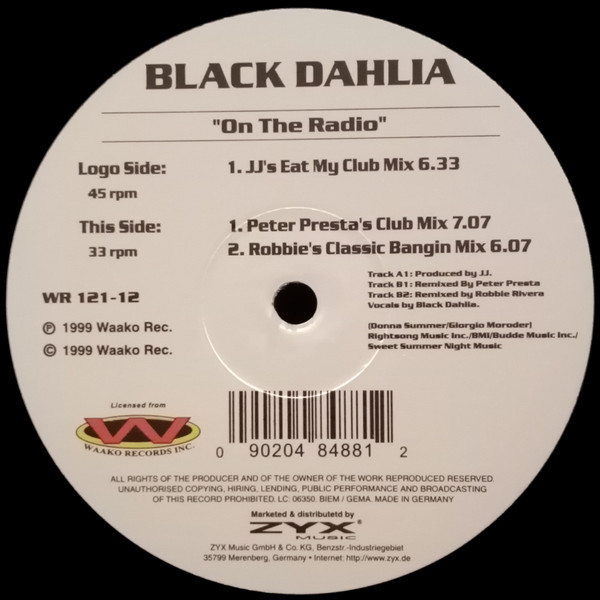 BLACK DAHLIA
"On The Radio"
Logo Side: 1. JJ's Eat My Club Mix 6.33
45 rpm
This Side: 1. Peter Presta's Club Mix 7.07
33 rpm 2. Robbie's Classic Bangin Mix 6.07
Track A1: Produced by J.J.
Track B1: Remixed By Peter Presta
Track B2: Remixed by Robbie Rivera
Vocals by Black Dahlia.
WR 121-12
℗ 1999 Waako Rec.
© 1999 Waako Rec.
(Donna Summer/Giorgio Moroder)
Rightsong Music Inc./BMI/Budde Music Inc./
Sweet Summer Night Music
Licensed from
W
WAAKO RECORDS INC.
0 90204 84881 2
ALL RIGHTS OF THE PRODUCER AND OF THE OWNER OF THE WORK REPRODUCED RESERVED.
UNAUTHORISED COPYING, HIRING, LENDING, PUBLIC PERFORMANCE AND BROADCASTING
OF THIS RECORD PROHIBITED. LC: 06350. BIEM / GEMA. MADE IN GERMANY
Marketed & distributetd by
ZYX®
MUSIC
ZYX Music GmbH & Co. KG, Benzstr.-Industriegebiet
35799 Merenberg, Germany • Internet: http://www.zyx.de